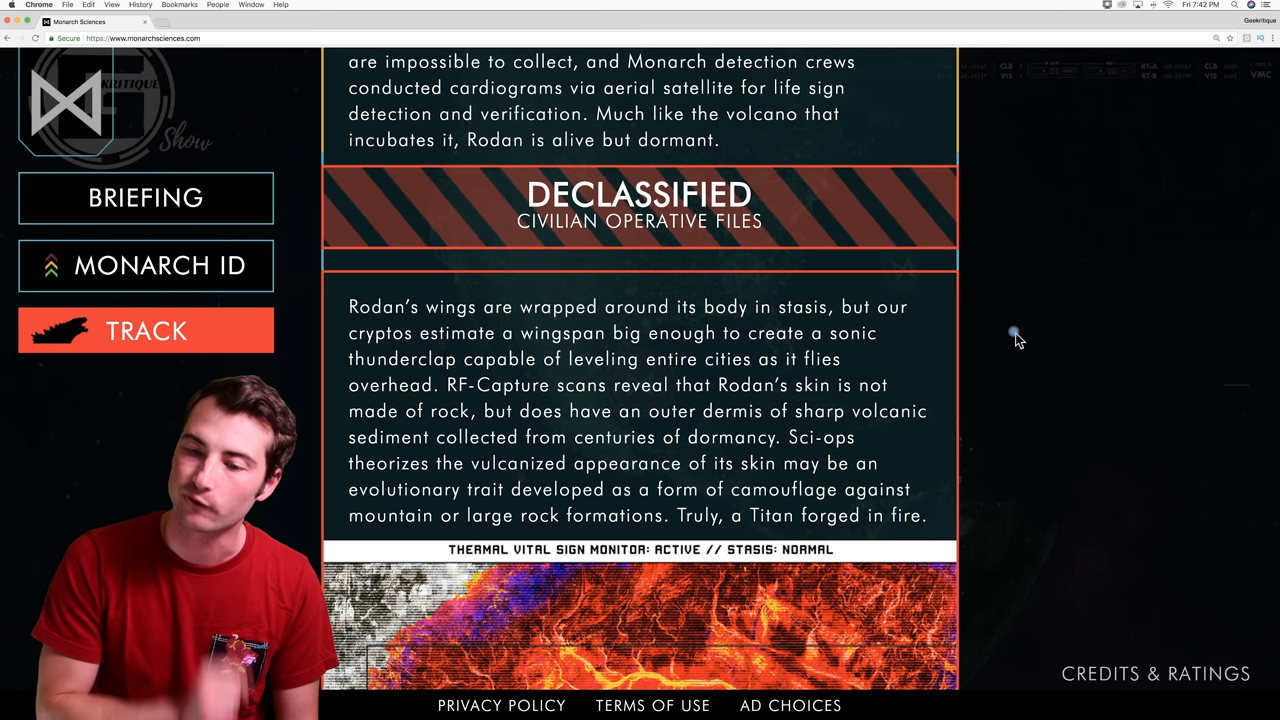 Chrome File Edit View History Bookmarks People Window Help
Fri 7:42 PM
Monarch Sciences
Geekritique
Secure https://www.monarchsciences.com
KRITIQUE
Show
BRIEFING
MONARCH ID
TRACK
are impossible to collect, and Monarch detection crews
conducted cardiograms via aerial satellite for life sign
detection and verification. Much like the volcano that
incubates it, Rodan is alive but dormant.
DECLASSIFIED
CIVILIAN OPERATIVE FILES
Rodan's wings are wrapped around its body in stasis, but our
cryptos estimate a wingspan big enough to create a sonic
thunderclap capable of leveling entire cities as it flies
overhead. RF-Capture scans reveal that Rodan's skin is not
made of rock, but does have an outer dermis of sharp volcanic
sediment collected from centuries of dormancy. Sci-ops
theorizes the vulcanized appearance of its skin may be an
evolutionary trait developed as a form of camouflage against
mountain or large rock formations. Truly, a Titan forged in fire.
THERMAL VITAL SIGN MONITOR: ACTIVE // STASIS: NORMAL
CLB
VIS
CLB
VIS
VMC
CREDITS & RATINGS
PRIVACY POLICY TERMS OF USE AD CHOICES